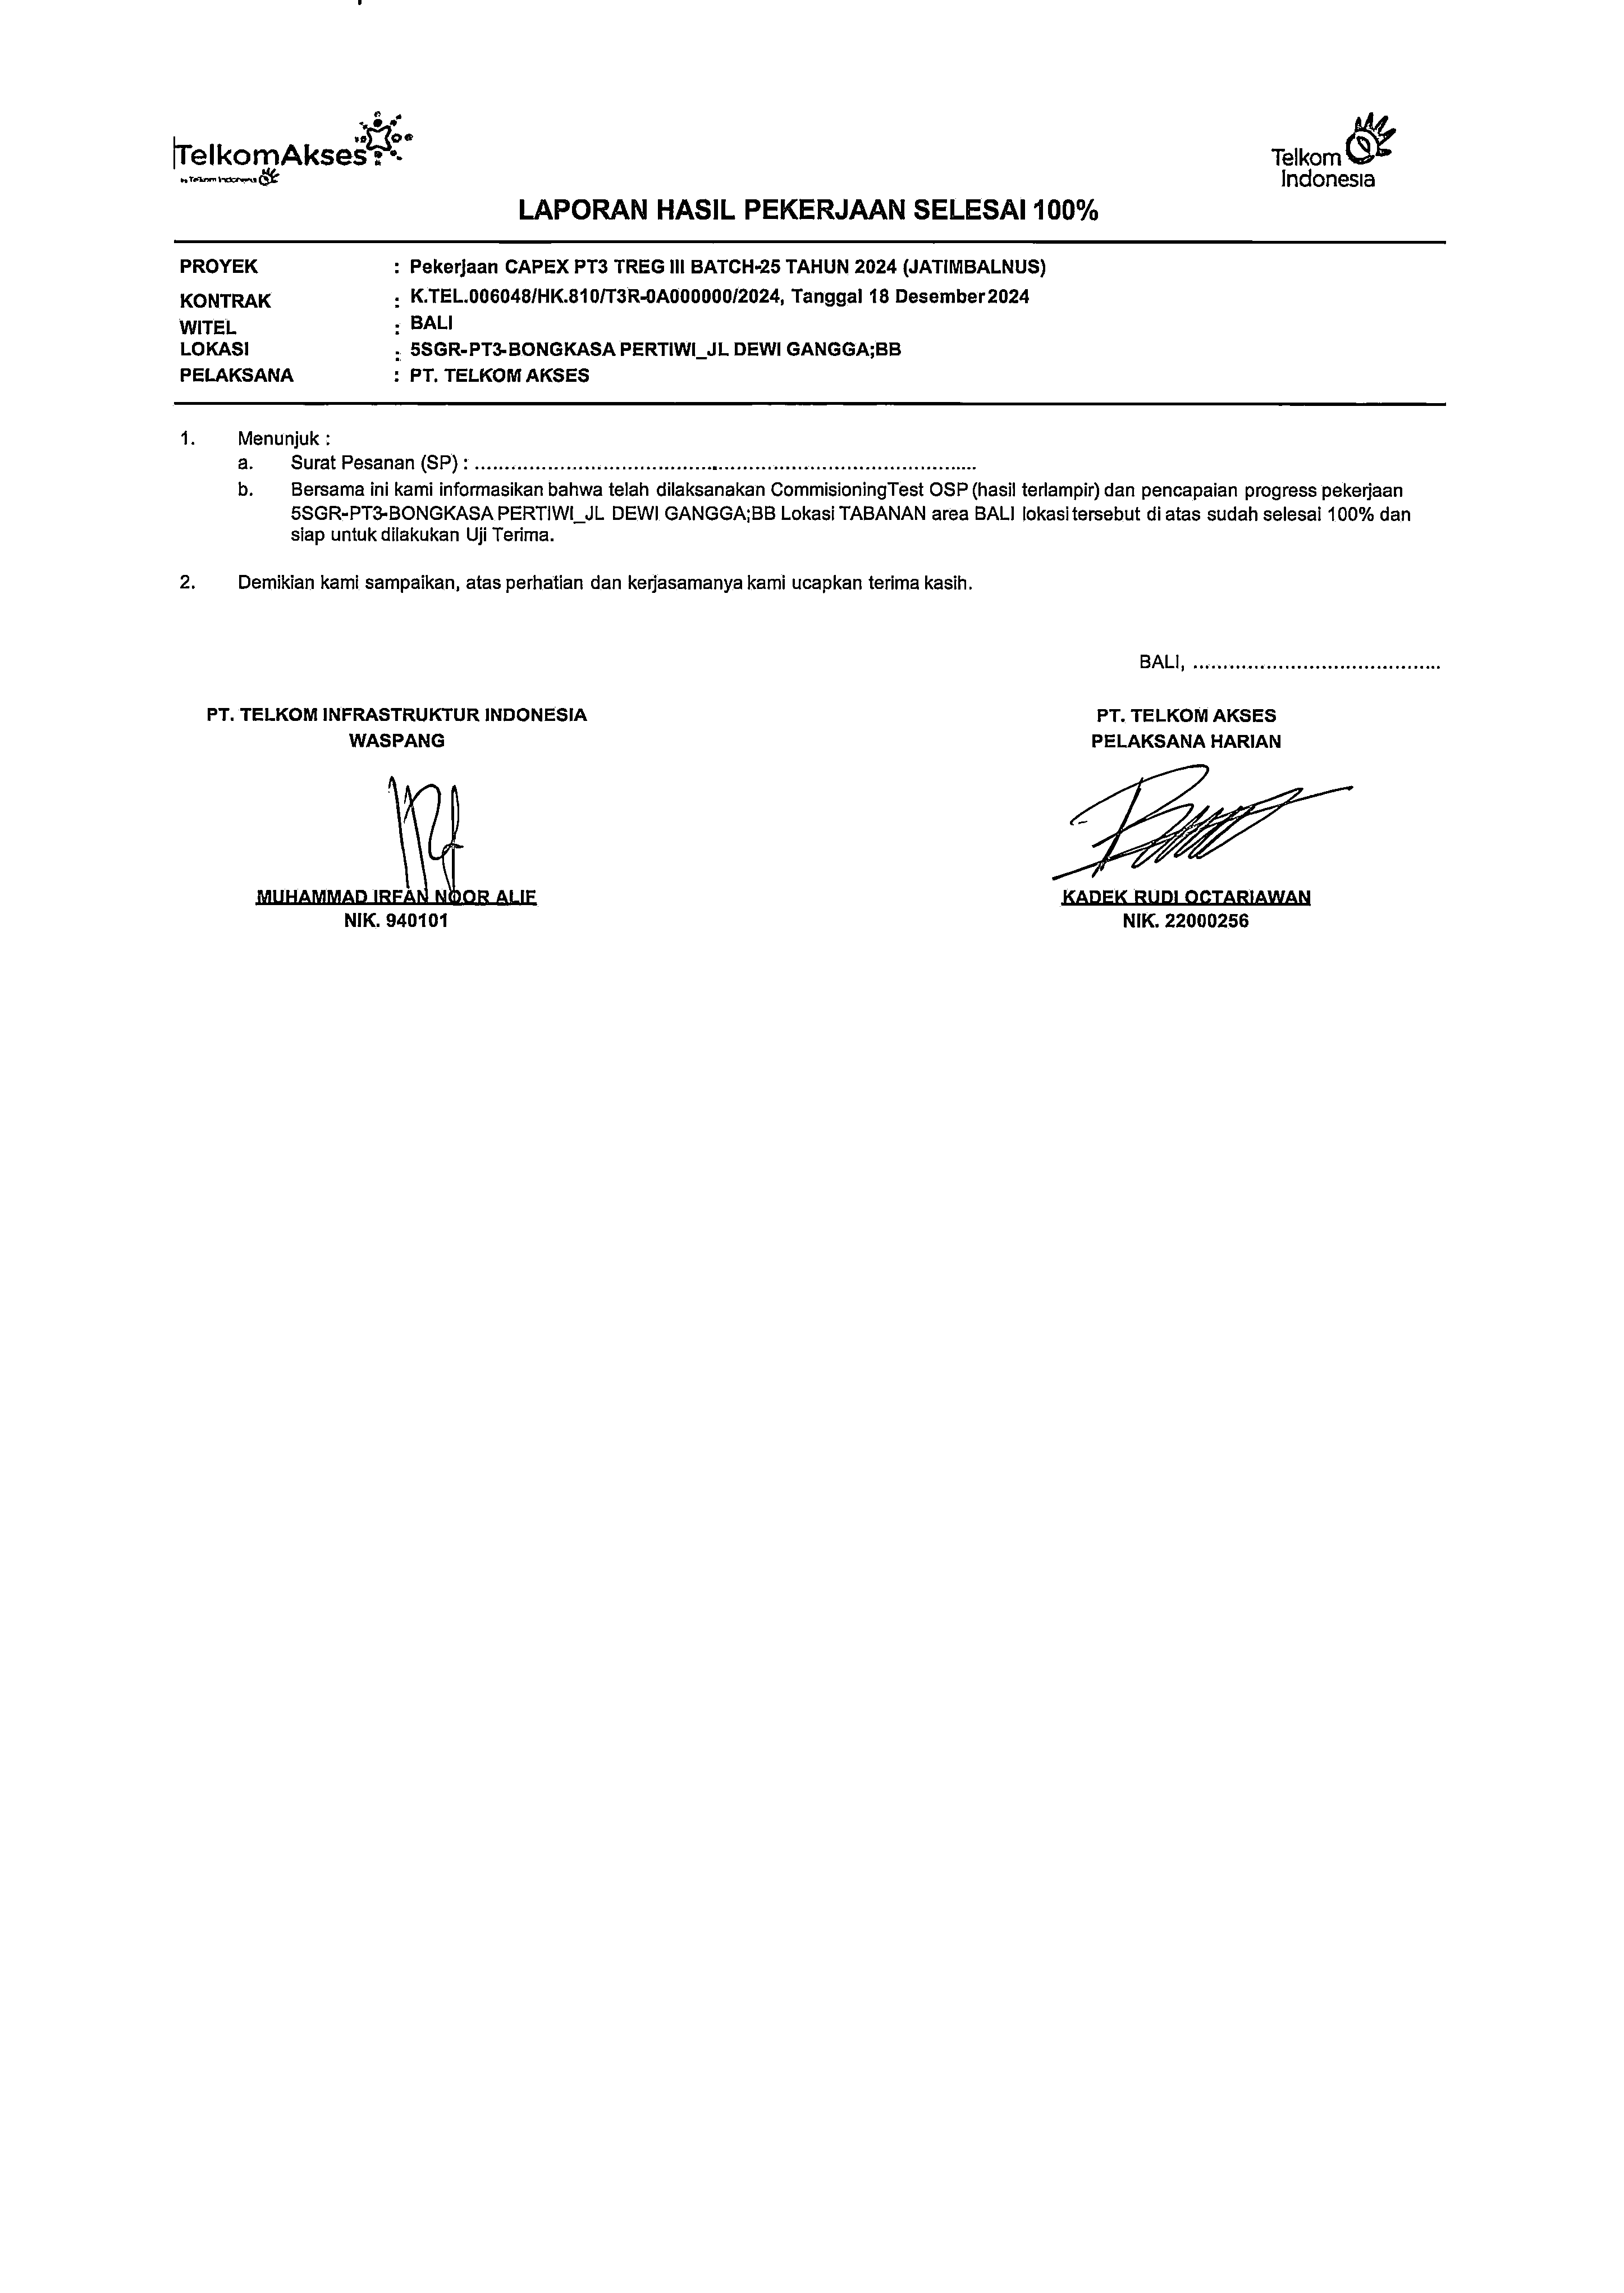 TelkomAkses
by Telkom Indonesia
Telkom
Indonesia
LAPORAN HASIL PEKERJAAN SELESAI 100%
PROYEK : Pekerjaan CAPEX PT3 TREG III BATCH-25 TAHUN 2024 (JATIMBALNUS)
KONTRAK : K.TEL.006048/HK.810/T3R-0A000000/2024, Tanggal 18 Desember 2024
WITEL : BALI
LOKASI : 5SGR-PT3-BONGKASA PERTIWI_JL DEWI GANGGA;BB
PELAKSANA : PT. TELKOM AKSES
1. Menunjuk :
a. Surat Pesanan (SP) : ....................................................................................
b. Bersama ini kami informasikan bahwa telah dilaksanakan CommisioningTest OSP (hasil terlampir) dan pencapaian progress pekerjaan
5SGR-PT3-BONGKASA PERTIWI_JL DEWI GANGGA;BB Lokasi TABANAN area BALI lokasi tersebut di atas sudah selesai 100% dan
siap untuk dilakukan Uji Terima.
2. Demikian kami sampaikan, atas perhatian dan kerjasamanya kami ucapkan terima kasih.
BALI, .........................................
PT. TELKOM INFRASTRUKTUR INDONESIA
WASPANG
MUHAMMAD IRFAN NOOR ALIF
NIK. 940101
PT. TELKOM AKSES
PELAKSANA HARIAN
KADEK RUDI OCTARIAWAN
NIK. 22000256